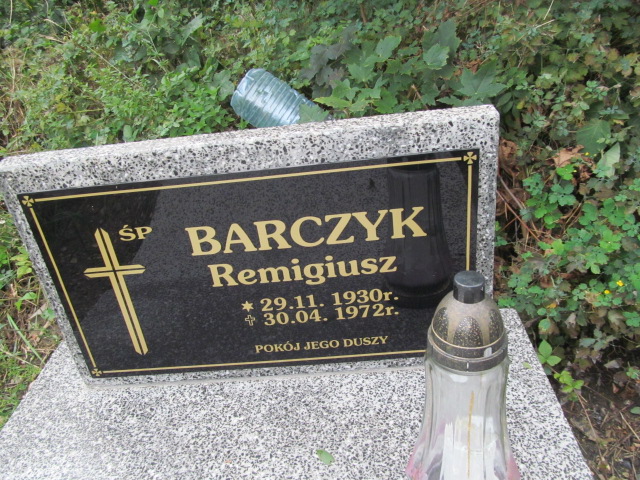 ŚP
BARCZYK
Remigiusz
29.11. 1930r.
30.04. 1972r.
POKÓJ JEGO DUSZY